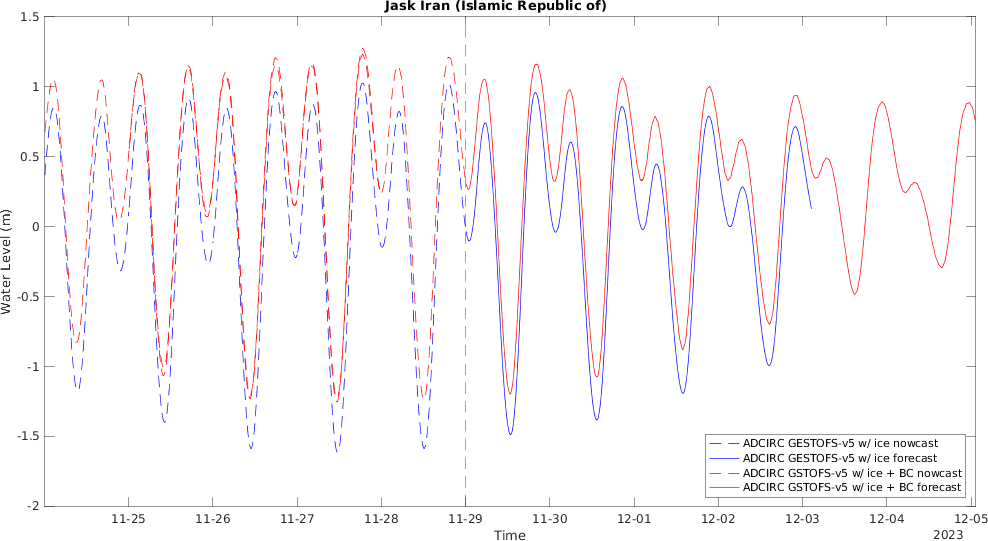 Jask Iran (Islamic Republic of)
1.5
1
0.5
0
-0.5
-1
-1.5
-2
Water Level (m)
ADCIRC GESTOFS-v5 w/ ice nowcast
ADCIRC GESTOFS-v5 w/ ice forecast
ADCIRC GSTOFS-v5 w/ ice + BC nowcast
ADCIRC GSTOFS-v5 w/ ice + BC forecast
11-25 11-26 11-27 11-28 11-29 11-30 12-01 12-02 12-03 12-04 12-05
Time
2023